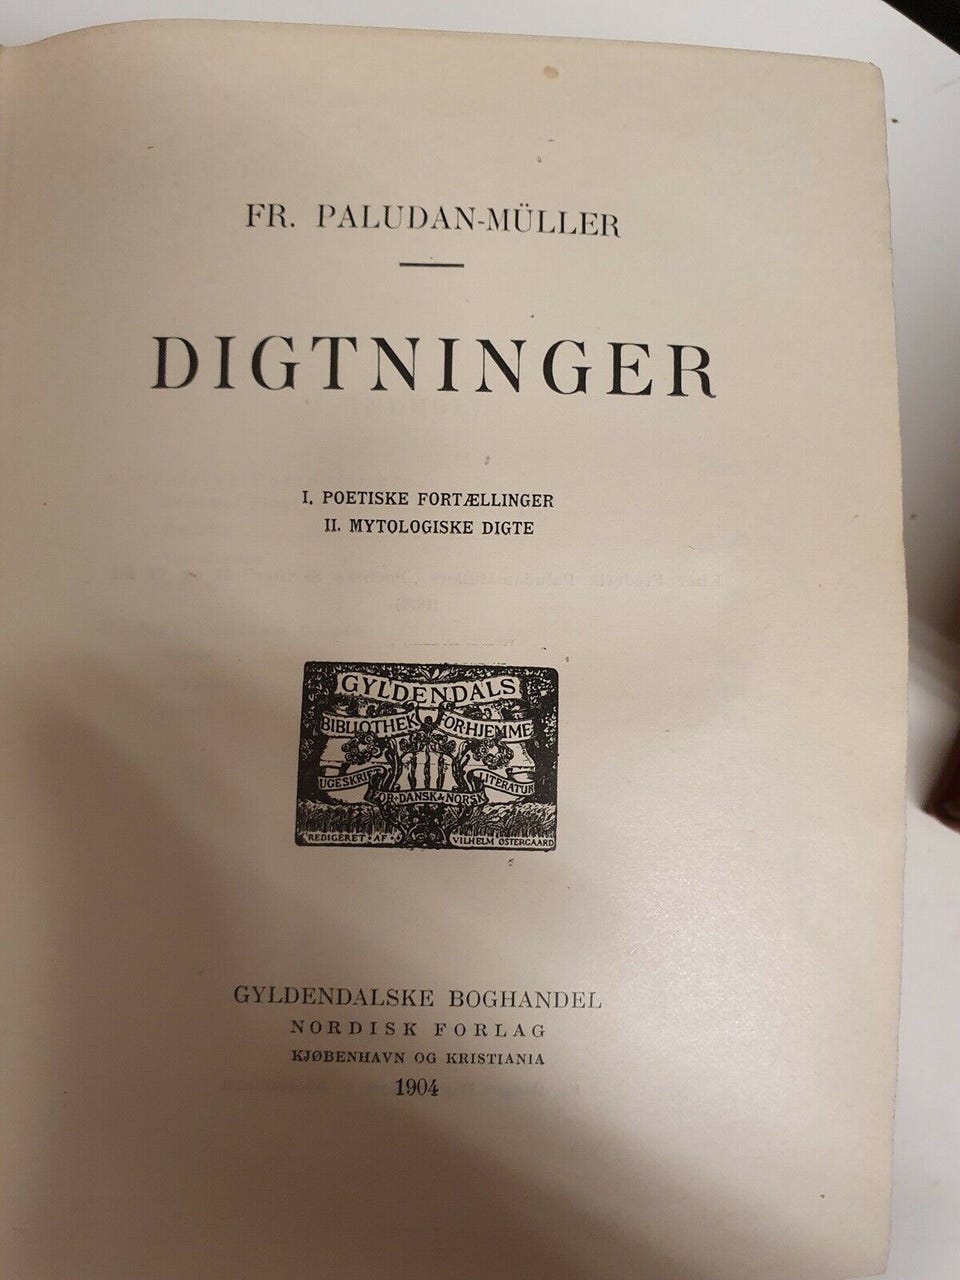 FR. PALUDAN-MÜLLER
DIGTNINGER
I. POETISKE FORTÆLLINGER
II. MYTOLOGISKE DIGTE
GYLDENDALS
BIBLIOTHEK FOR HJEMMET
UGESKRIFT LITERATUR
FOR DANSK & NORSK
REDIGERET AF VILHELM ØSTERGAARD
GYLDENDALSKE BOGHANDEL
NORDISK FORLAG
KJØBENHAVN OG KRISTIANIA
1904